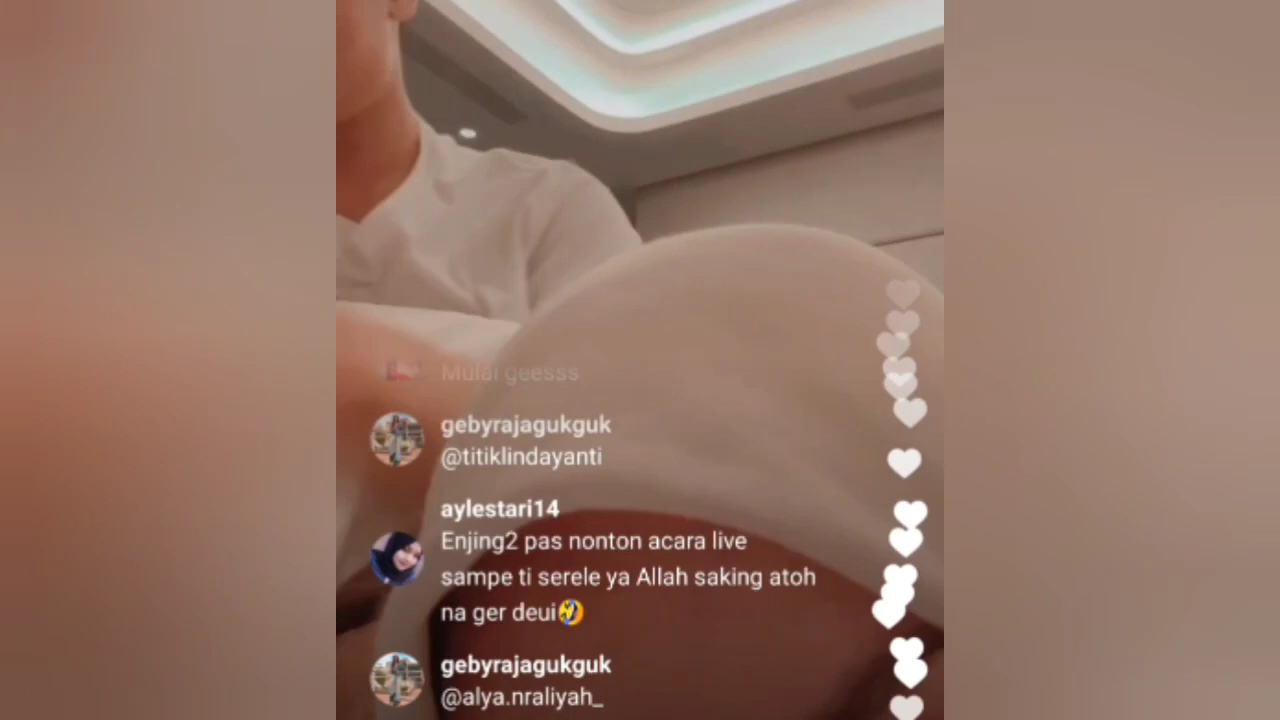 Mulai geesss
gebyrajagukguk
@titiklindayanti
aylestari14
Enjing2 pas nonton acara live
sampe ti serele ya Allah saking atoh
na ger deui🤣
gebyrajagukguk
@alya.nraliyah_